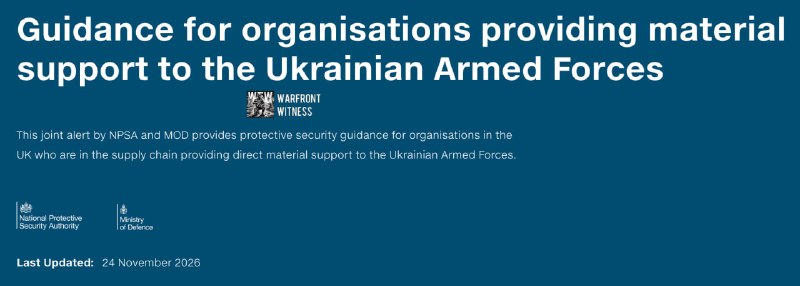 Guidance for organisations providing material
support to the Ukrainian Armed Forces
WFW WARFRONT
WITNESS
This joint alert by NPSA and MOD provides protective security guidance for organisations in the
UK who are in the supply chain providing direct material support to the Ukrainian Armed Forces.
National Protective
Security Authority
Ministry
of Defence
Last Updated: 24 November 2026